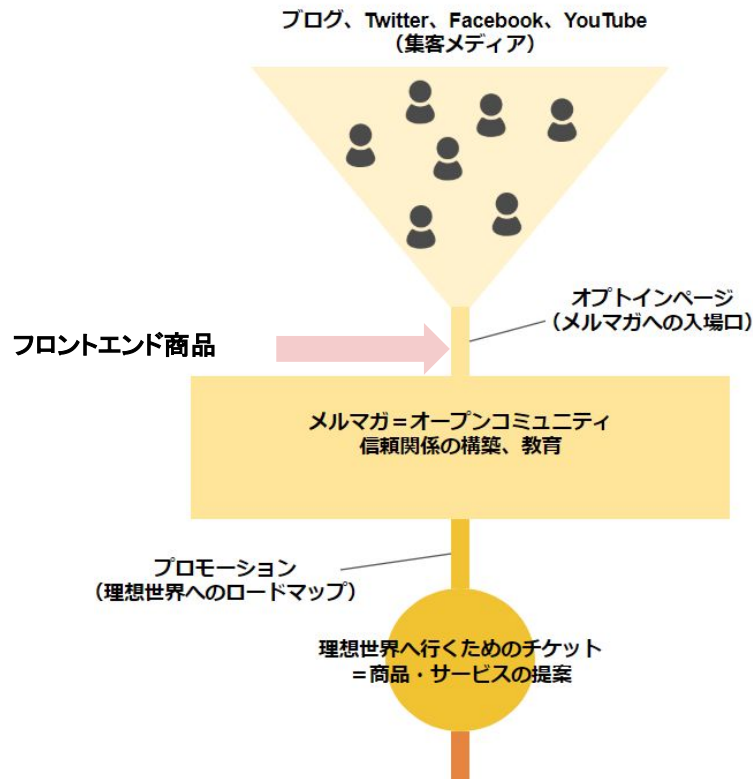 ブログ、Twitter、Facebook、YouTube
（集客メディア）
オプトインページ
（メルマガへの入場口）
フロントエンド商品
メルマガ＝オープンコミュニティ
信頼関係の構築、教育
プロモーション
（理想世界へのロードマップ）
理想世界へ行くためのチケット
＝商品・サービスの提案